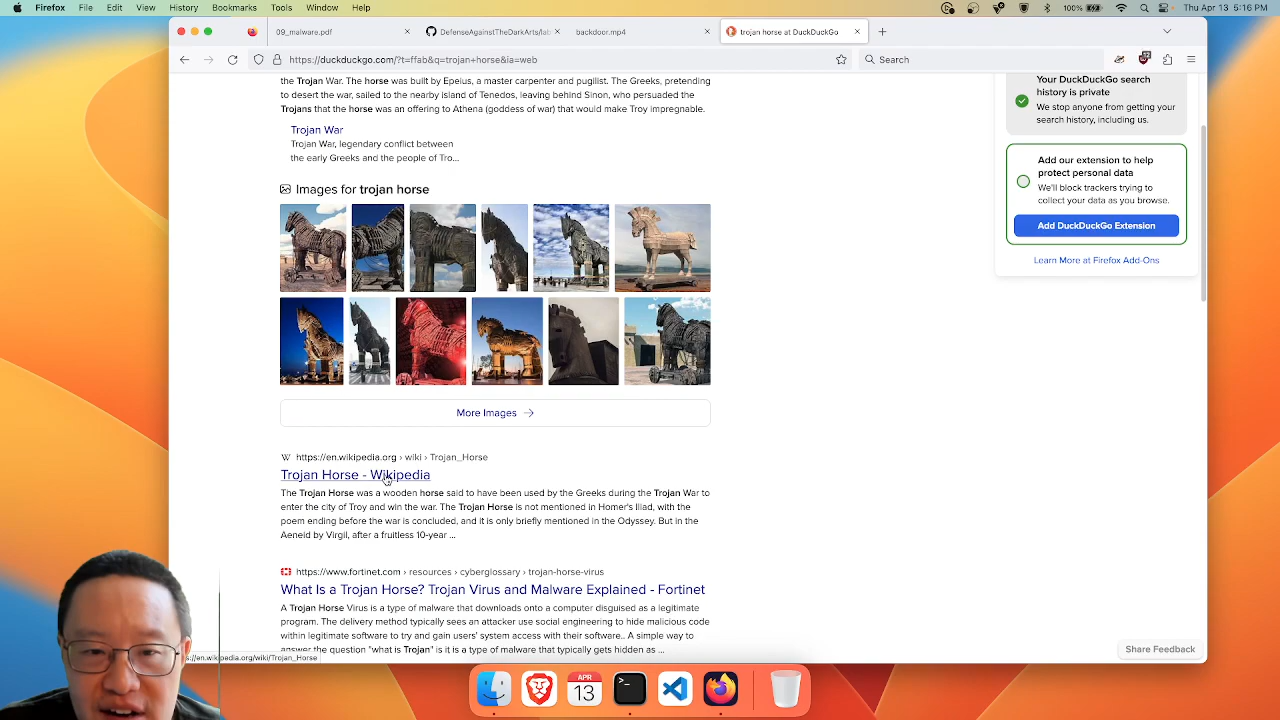 Firefox File Edit View History Bookmarks Tools Window Help 100% Thu Apr 13 5:16 PM
09_malware.pdf DefenseAgainstTheDarkArts/lab backdoor.mp4 trojan horse at DuckDuckGo
https://duckduckgo.com/?t=ffab&q=trojan+horse&ia=web Search
the Trojan War. The horse was built by Epeius, a master carpenter and pugilist. The Greeks, pretending
to desert the war, sailed to the nearby island of Tenedos, leaving behind Sinon, who persuaded the
Trojans that the horse was an offering to Athena (goddess of war) that would make Troy impregnable.
Trojan War
Trojan War, legendary conflict between
the early Greeks and the people of Tro...
Images for trojan horse
More Images
https://en.wikipedia.org › wiki › Trojan_Horse
Trojan Horse - Wikipedia
The Trojan Horse was a wooden horse said to have been used by the Greeks during the Trojan War to
enter the city of Troy and win the war. The Trojan Horse is not mentioned in Homer's Iliad, with the
poem ending before the war is concluded, and it is only briefly mentioned in the Odyssey. But in the
Aeneid by Virgil, after a fruitless 10-year ...
https://www.fortinet.com › resources › cyberglossary › trojan-horse-virus
What Is a Trojan Horse? Trojan Virus and Malware Explained - Fortinet
A Trojan Horse Virus is a type of malware that downloads onto a computer disguised as a legitimate
program. The delivery method typically sees an attacker use social engineering to hide malicious code
within legitimate software to try and gain users' system access with their software.. A simple way to
answer the question "what is Trojan" is it is a type of malware that typically gets hidden as ...
s://en.wikipedia.org/wiki/Trojan_Horse
Your DuckDuckGo search
history is private
We stop anyone from getting your
search history, including us.
Add our extension to help
protect personal data
We'll block trackers trying to
collect your data as you browse.
Add DuckDuckGo Extension
Learn More at Firefox Add-Ons
Share Feedback
APR
13